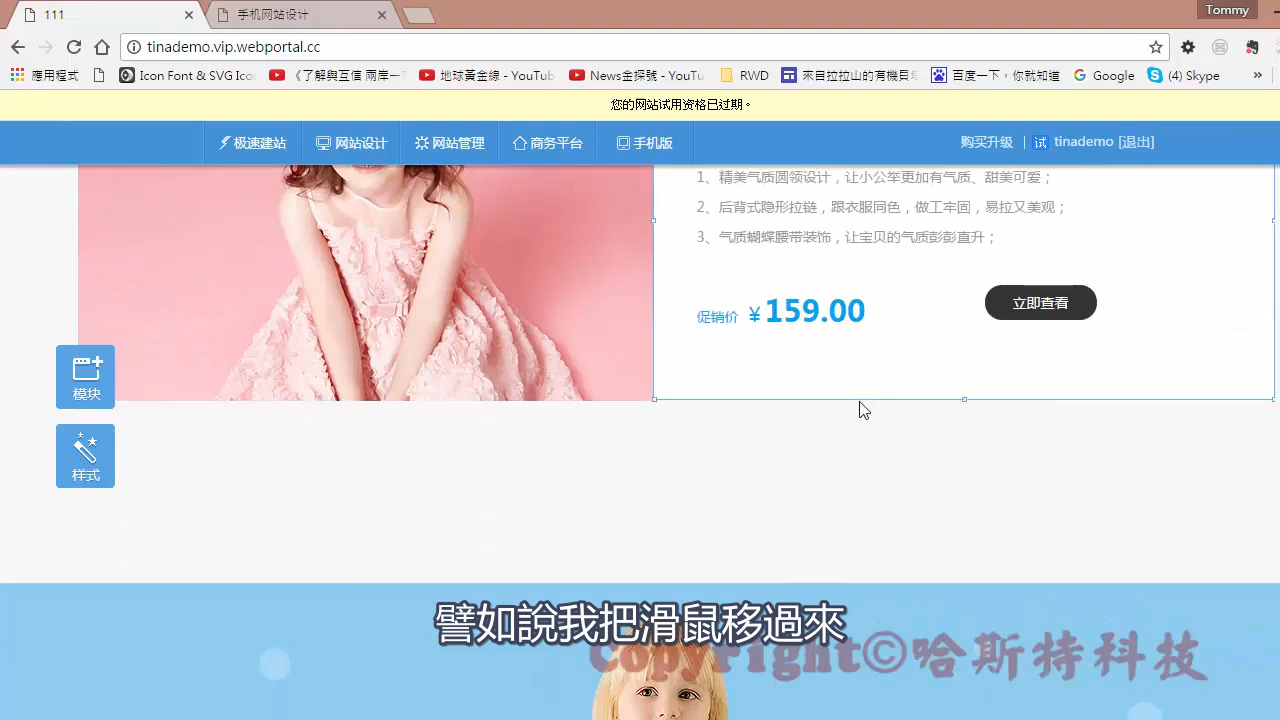 Tommy
111
手机网站设计
tinademo.vip.webportal.cc
應用程式
Icon Font & SVG Ico
《了解與互信 兩岸一
地球黃金線 - YouTub
News金探號 - YouTu
RWD
來自拉拉山的
百度一下，你就知道
Google
(4) Skype
»
您的网站试用资格已过期。
极速建站
网站设计
网站管理
商务平台
手机版
购买升级 | 试 tinademo [退出]
1、精美气质圆领设计，让小公举更加有气质、甜美可爱；
2、后背式隐形拉链，跟衣服同色，做工牢固，易拉又美观；
3、气质蝴蝶腰带装饰，让宝贝的气质彭彭直升；
促销价 ￥159.00
立即查看
模块
样式
譬如說我把滑鼠移過來
Copyright©哈斯特科技